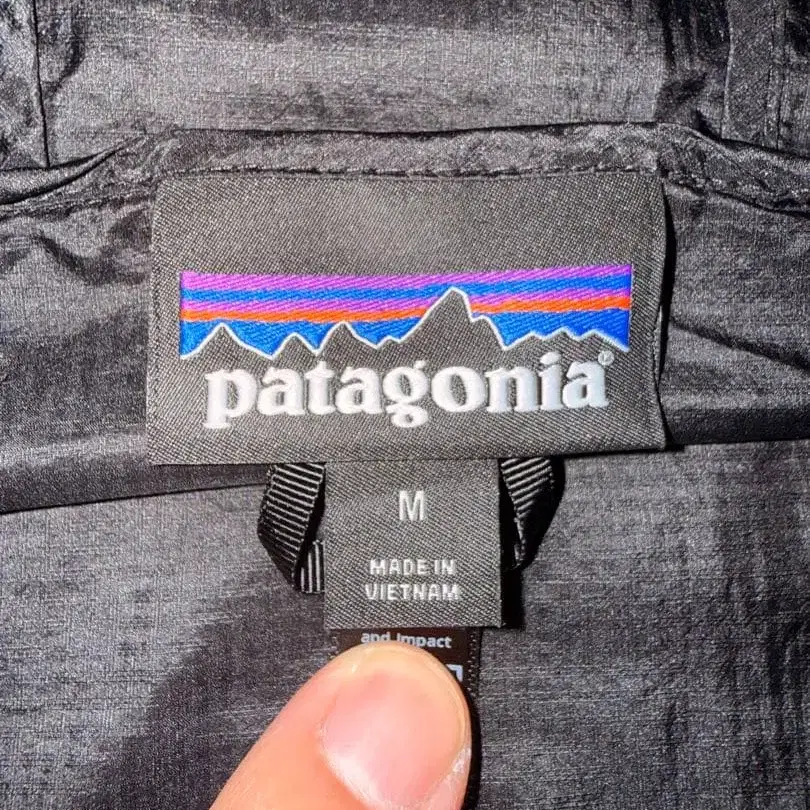 patagonia®
M
MADE IN
VIETNAM
and Impact